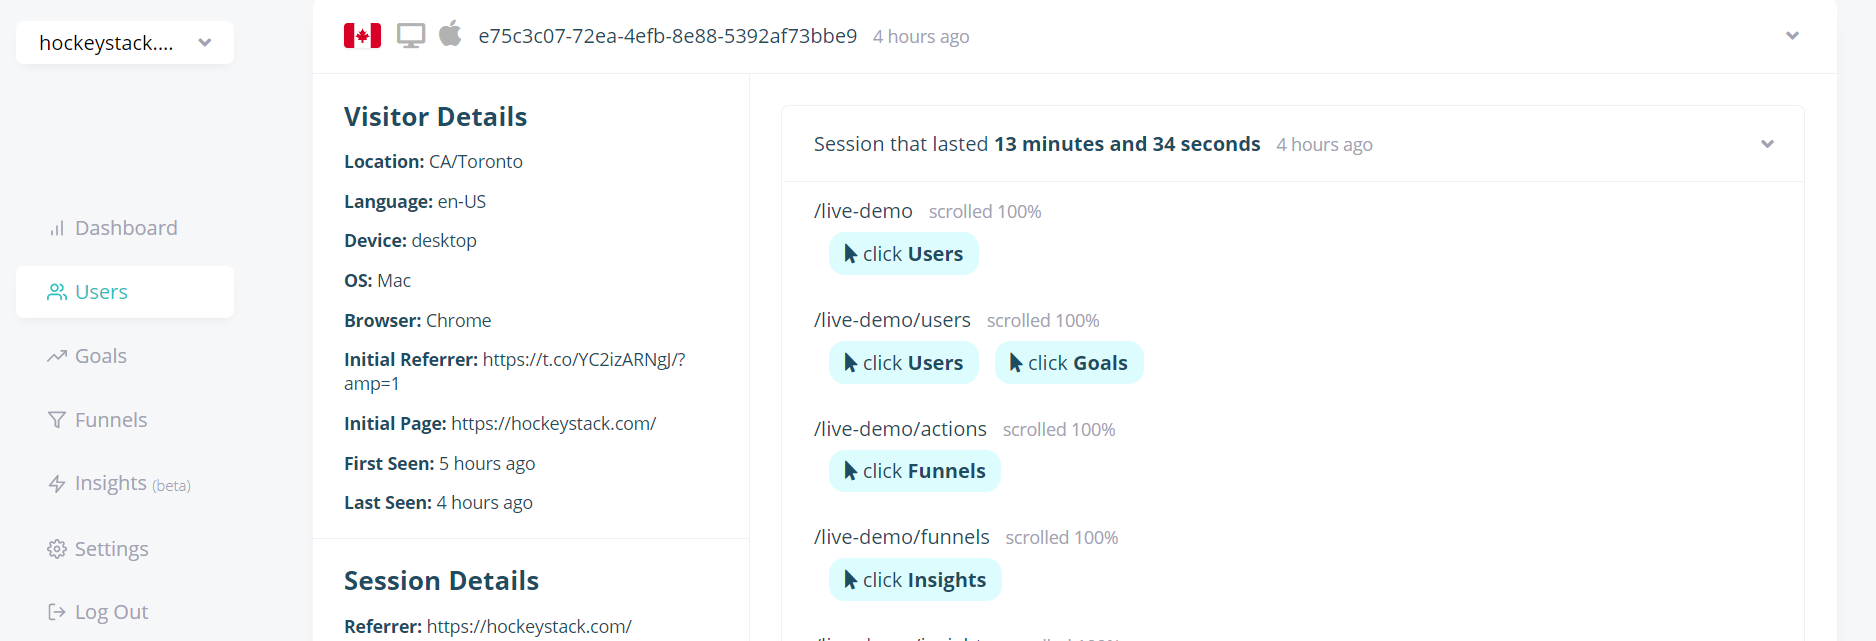 hockeystack....
Dashboard
Users
Goals
Funnels
Insights (beta)
Settings
Log Out
e75c3c07-72ea-4efb-8e88-5392af73bbe9 4 hours ago
Visitor Details
Location: CA/Toronto
Language: en-US
Device: desktop
OS: Mac
Browser: Chrome
Initial Referrer: https://t.co/YC2izARNgJ/?
amp=1
Initial Page: https://hockeystack.com/
First Seen: 5 hours ago
Last Seen: 4 hours ago
Session Details
Referrer: https://hockeystack.com/
Session that lasted 13 minutes and 34 seconds 4 hours ago
/live-demo scrolled 100%
click Users
/live-demo/users scrolled 100%
click Users click Goals
/live-demo/actions scrolled 100%
click Funnels
/live-demo/funnels scrolled 100%
click Insights